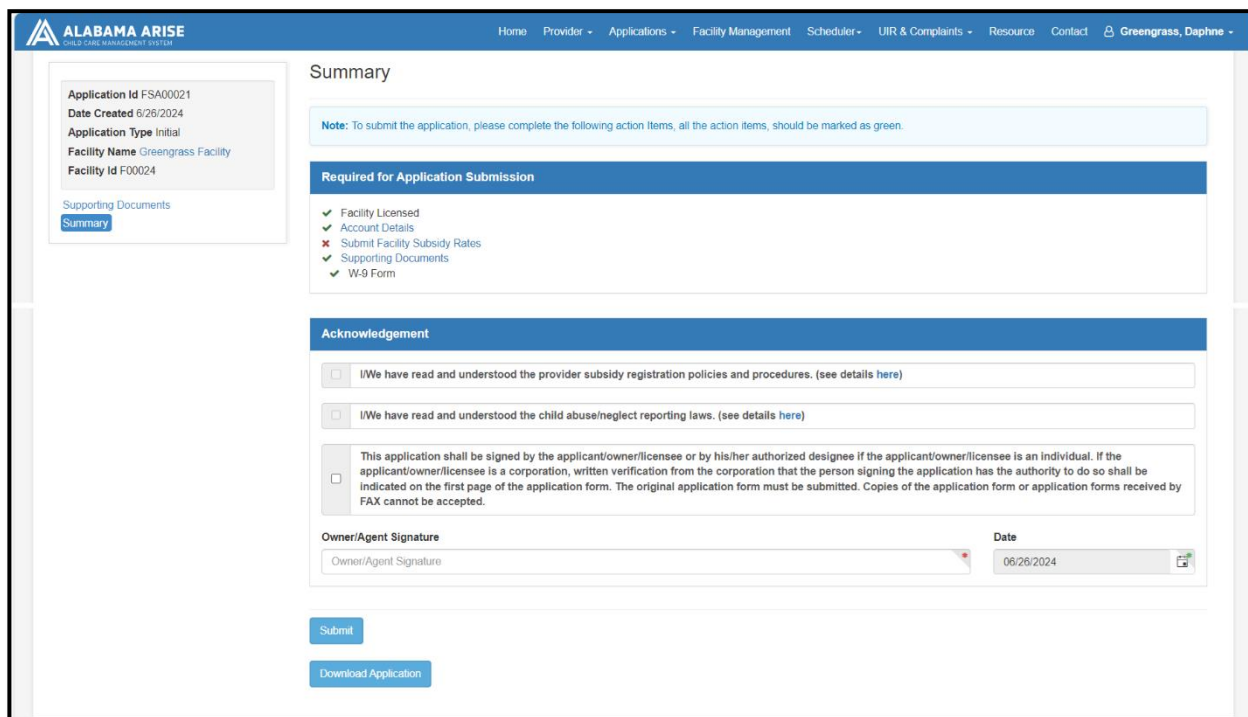 ALABAMA ARISE
CHILD CARE MANAGEMENT SYSTEM
Home Provider Applications Facility Management Scheduler UIR & Complaints Resource Contact Greengrass, Daphne
Application Id FSA00021
Date Created 6/26/2024
Application Type Initial
Facility Name Greengrass Facility
Facility Id F00024
Supporting Documents
Summary
Summary
Note: To submit the application, please complete the following action Items, all the action items, should be marked as green.
Required for Application Submission
Facility Licensed
Account Details
Submit Facility Subsidy Rates
Supporting Documents
W-9 Form
Acknowledgement
I/We have read and understood the provider subsidy registration policies and procedures. (see details here)
I/We have read and understood the child abuse/neglect reporting laws. (see details here)
This application shall be signed by the applicant/owner/licensee or by his/her authorized designee if the applicant/owner/licensee is an individual. If the
applicant/owner/licensee is a corporation, written verification from the corporation that the person signing the application has the authority to do so shall be
indicated on the first page of the application form. The original application form must be submitted. Copies of the application form or application forms received by
FAX cannot be accepted.
Owner/Agent Signature Date
Owner/Agent Signature * 06/26/2024 *
Submit
Download Application